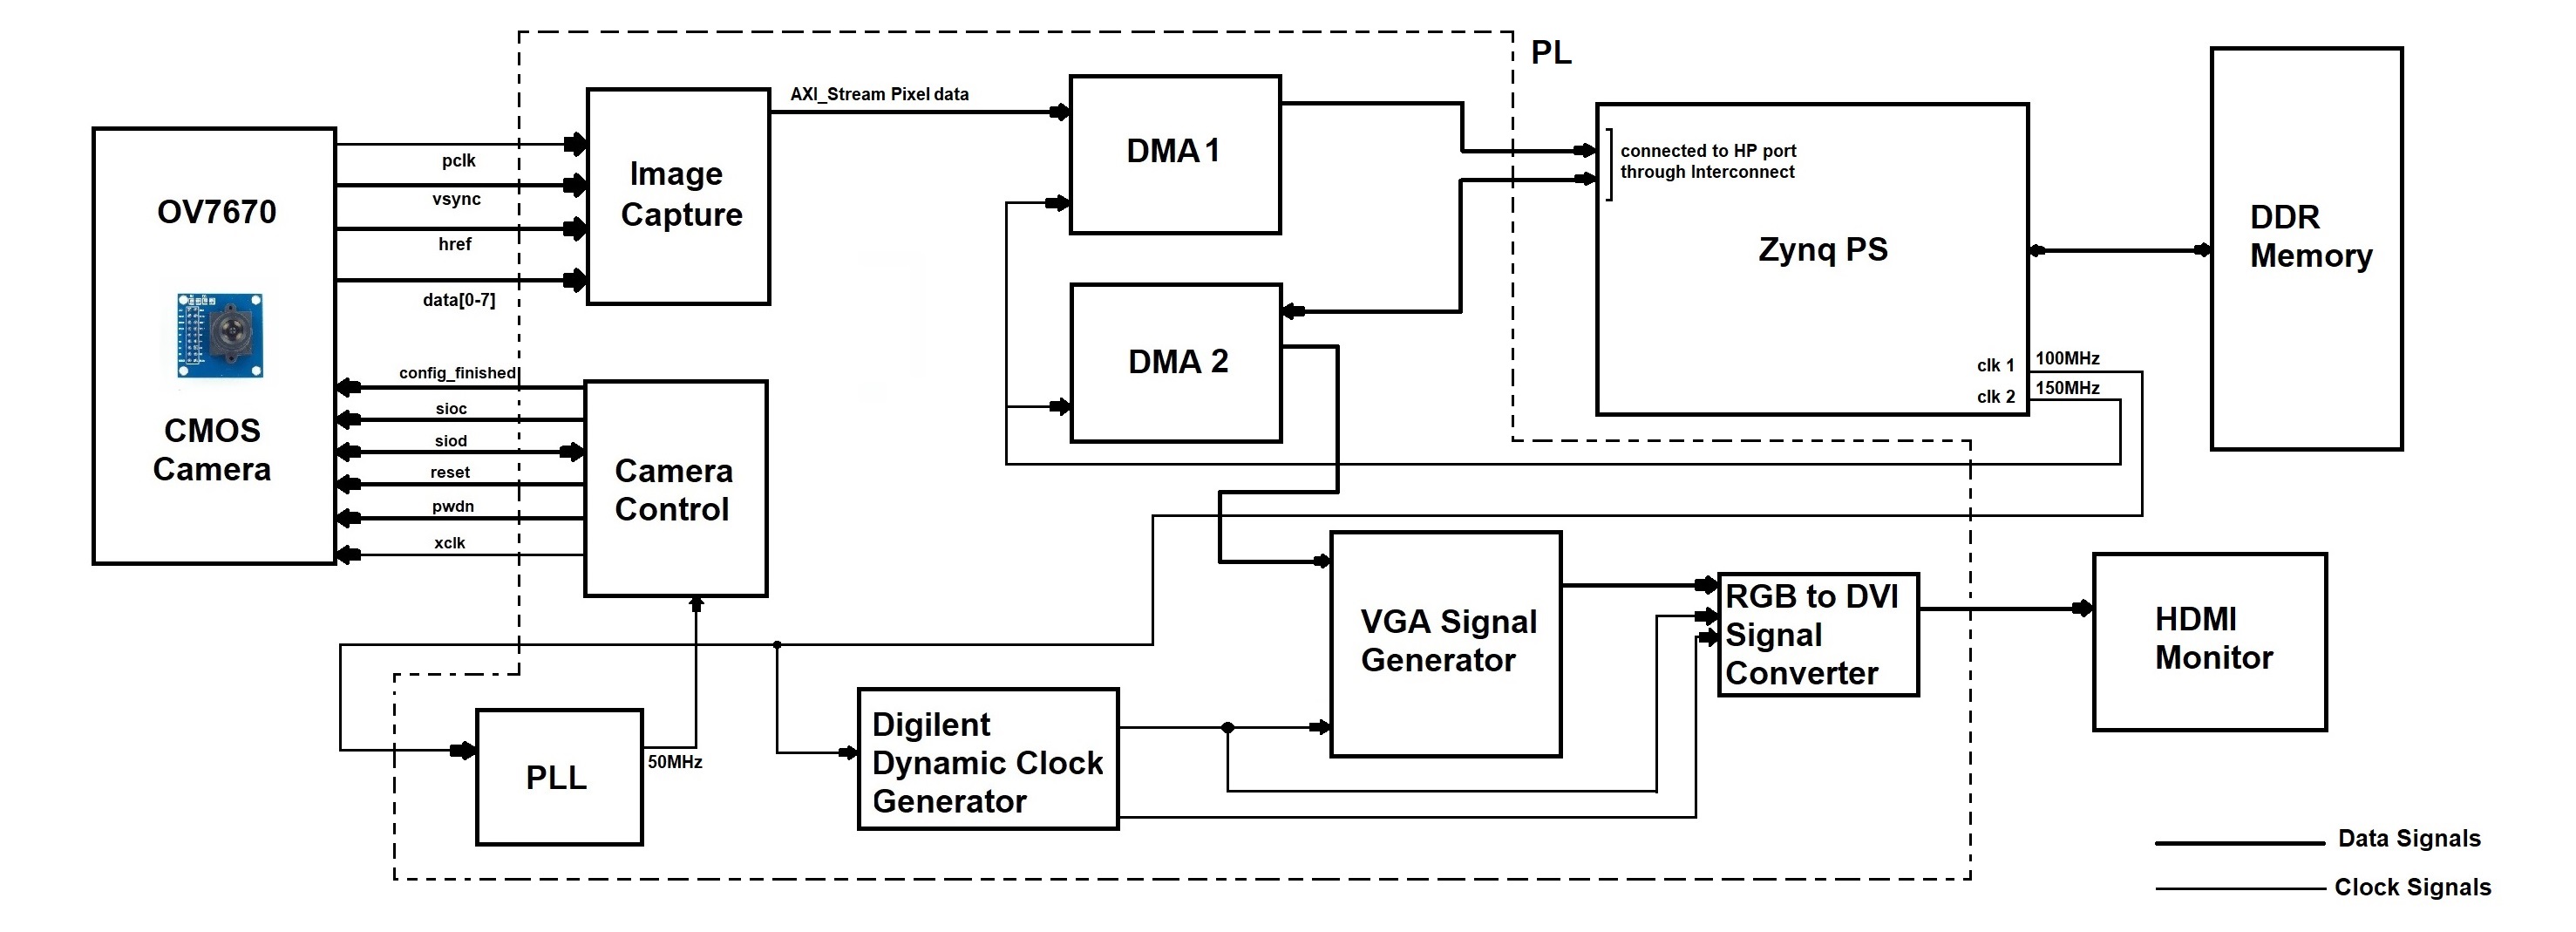 PL
OV7670
CMOS
Camera
pclk
vsync
href
data[0-7]
config_finished
sioc
siod
reset
pwdn
xclk
Image
Capture
AXI_Stream Pixel data
DMA 1
DMA 2
connected to HP port
through Interconnect
Zynq PS
clk 1
clk 2
100MHz
150MHz
DDR
Memory
Camera
Control
PLL
50MHz
Digilent
Dynamic Clock
Generator
VGA Signal
Generator
RGB to DVI
Signal
Converter
HDMI
Monitor
Data Signals
Clock Signals